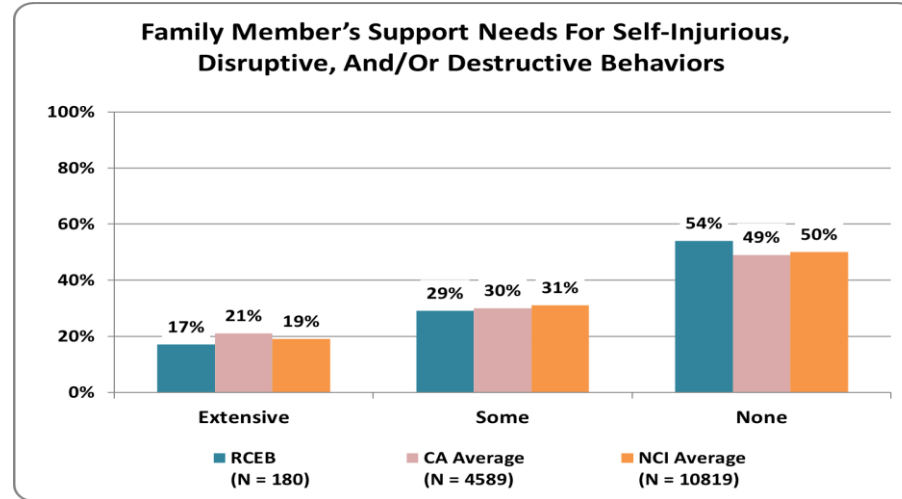 Family Member's Support Needs For Self-Injurious,
Disruptive, And/Or Destructive Behaviors
100%
80%
60%
40%
20%
0%
17%
21%
19%
29%
30%
31%
54%
49%
50%
Extensive
Some
None
RCEB
(N = 180)
CA Average
(N = 4589)
NCI Average
(N = 10819)